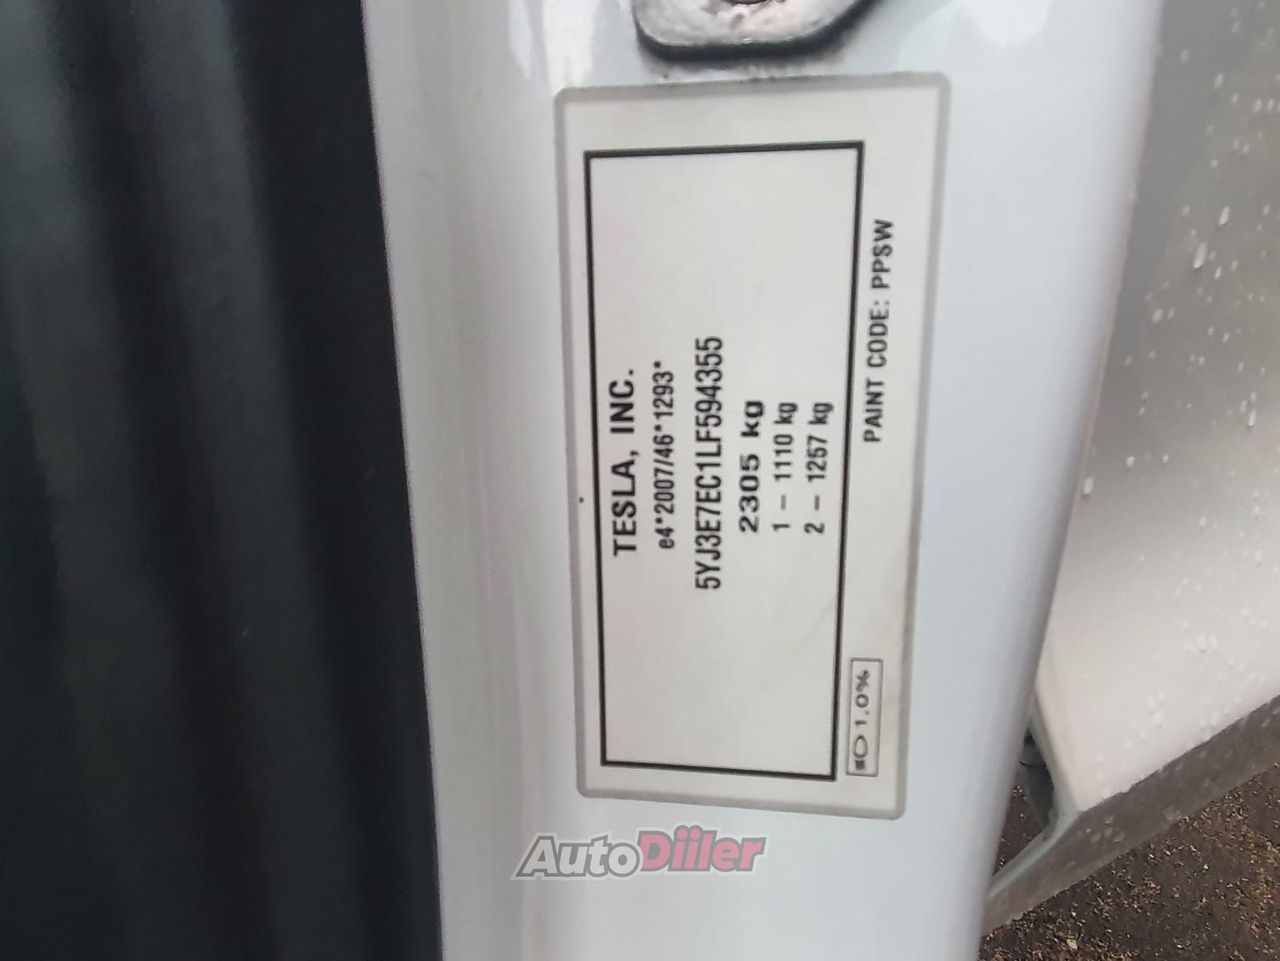 TESLA, INC.
e4*2007/46*1293*
5YJ3E7EC1LF594355
2305 kg
1 – 1110 kg
2 – 1257 kg
1.0%
PAINT CODE: PPSW
AutoDiiler